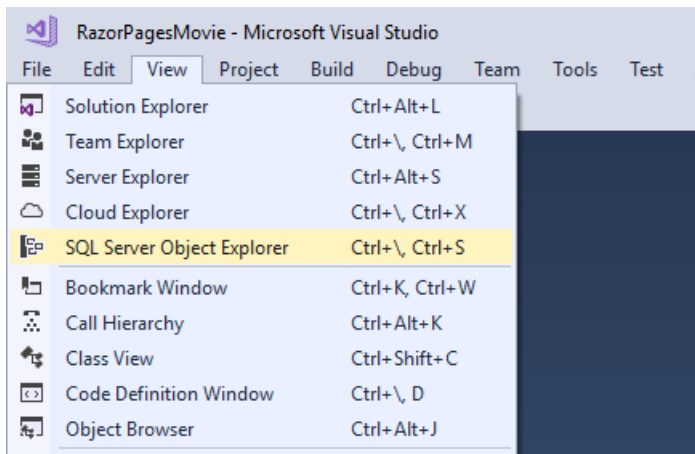 RazorPagesMovie - Microsoft Visual Studio
File Edit View Project Build Debug Team Tools Test
Solution Explorer Ctrl+Alt+L
Team Explorer Ctrl+\, Ctrl+M
Server Explorer Ctrl+Alt+S
Cloud Explorer Ctrl+\, Ctrl+X
SQL Server Object Explorer Ctrl+\, Ctrl+S
Bookmark Window Ctrl+K, Ctrl+W
Call Hierarchy Ctrl+Alt+K
Class View Ctrl+Shift+C
Code Definition Window Ctrl+\, D
Object Browser Ctrl+Alt+J